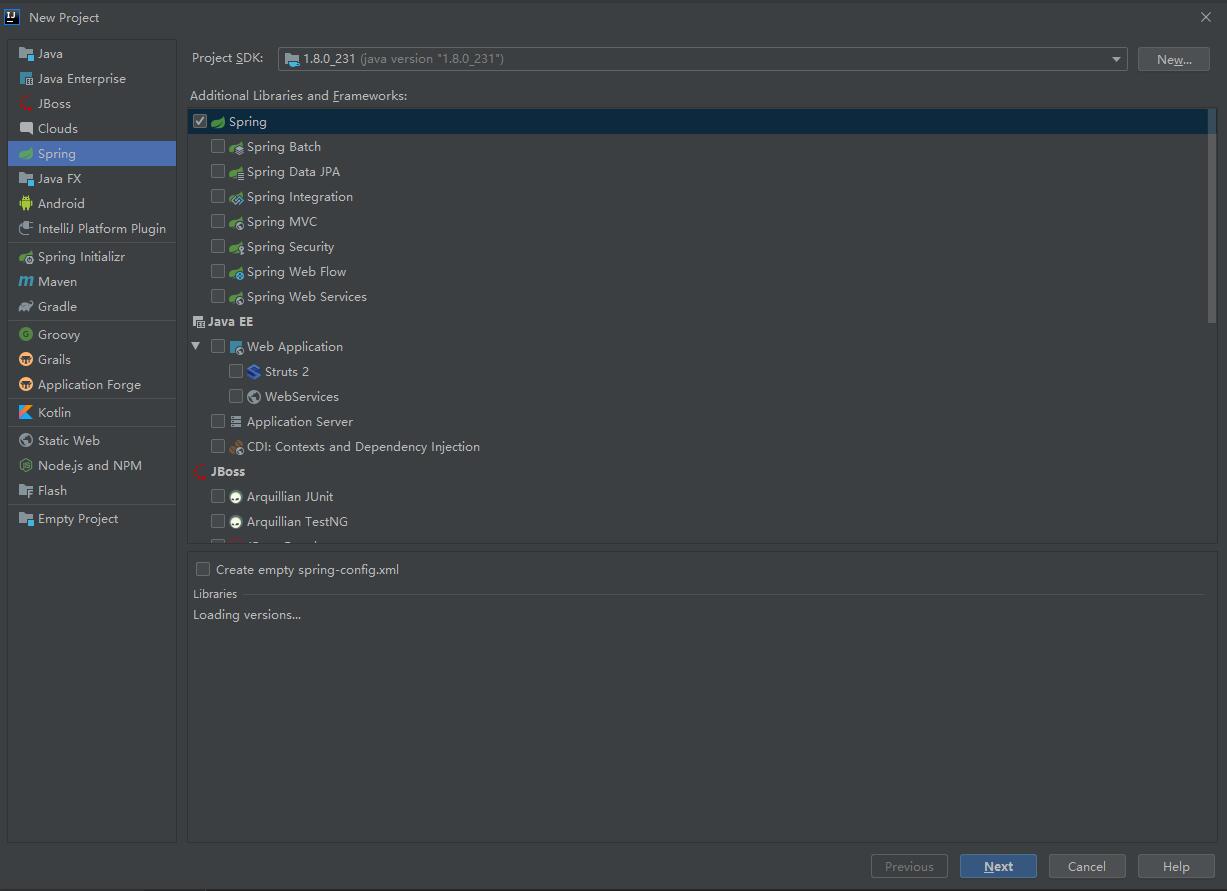 New Project
Java
Java Enterprise
JBoss
Clouds
Spring
Java FX
Android
IntelliJ Platform Plugin
Spring Initializr
Maven
Gradle
Groovy
Grails
Application Forge
Kotlin
Static Web
Node.js and NPM
Flash
Empty Project
Project SDK: 1.8.0_231 (java version "1.8.0_231") New...
Additional Libraries and Frameworks:
Spring
Spring Batch
Spring Data JPA
Spring Integration
Spring MVC
Spring Security
Spring Web Flow
Spring Web Services
Java EE
Web Application
Struts 2
WebServices
Application Server
CDI: Contexts and Dependency Injection
JBoss
Arquillian JUnit
Arquillian TestNG
Create empty spring-config.xml
Libraries
Loading versions...
Previous Next Cancel Help